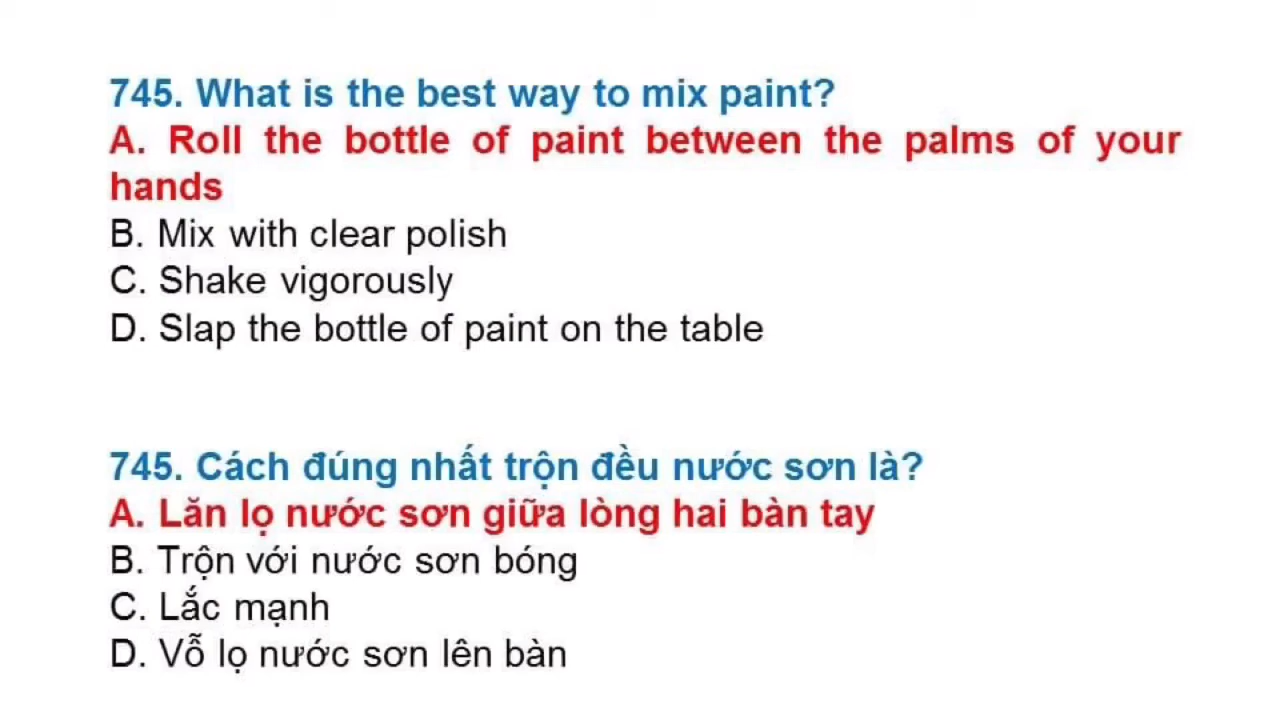 745. What is the best way to mix paint?
A. Roll the bottle of paint between the palms of your
hands
B. Mix with clear polish
C. Shake vigorously
D. Slap the bottle of paint on the table
745. Cách đúng nhất trộn đều nước sơn là?
A. Lăn lọ nước sơn giữa lòng hai bàn tay
B. Trộn với nước sơn bóng
C. Lắc mạnh
D. Vỗ lọ nước sơn lên bàn